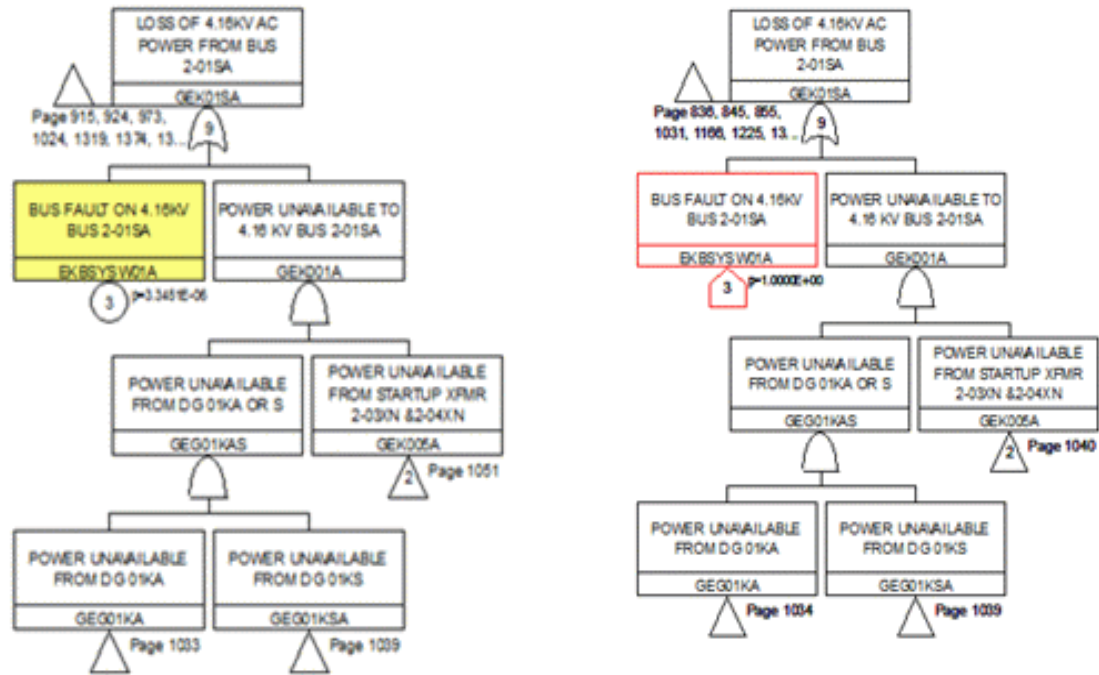 LOSS OF 4.16KV AC
POWER FROM BUS
2-01SA
GEK01SA
Page 915, 924, 973,
1024, 1319, 1374, 13...
9
BUS FAULT ON 4.16KV
BUS 2-01SA
EKBSYSW01A
3
p=3.3451E-06
POWER UNAVAILABLE TO
4.16 KV BUS 2-01SA
GEK001A
POWER UNAVAILABLE
FROM DG 01KA OR S
GEG01KAS
POWER UNAVAILABLE
FROM STARTUP XFMR
2-03XN &2-04XN
GEK005A
2
Page 1051
POWER UNAVAILABLE
FROM DG 01KA
GEG01KA
Page 1033
POWER UNAVAILABLE
FROM DG 01KS
GEG01KSA
Page 1039
LOSS OF 4.16KV AC
POWER FROM BUS
2-01SA
GEK01SA
Page 836, 845, 855,
1031, 1166, 1225, 13...
9
BUS FAULT ON 4.16KV
BUS 2-01SA
EKBSYSW01A
3
p=1.0000E+00
POWER UNAVAILABLE TO
4.16 KV BUS 2-01SA
GEK001A
POWER UNAVAILABLE
FROM DG 01KA OR S
GEG01KAS
POWER UNAVAILABLE
FROM STARTUP XFMR
2-03XN &2-04XN
GEK005A
2
Page 1040
POWER UNAVAILABLE
FROM DG 01KA
GEG01KA
Page 1034
POWER UNAVAILABLE
FROM DG 01KS
GEG01KSA
Page 1039